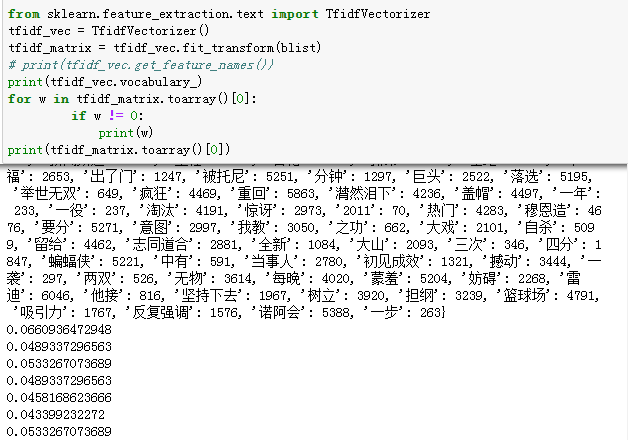 from sklearn.feature_extraction.text import TfidfVectorizer
tfidf_vec = TfidfVectorizer()
tfidf_matrix = tfidf_vec.fit_transform(blist)
# print(tfidf_vec.get_feature_names())
print(tfidf_vec.vocabulary_)
for w in tfidf_matrix.toarray()[0]:
        if w != 0:
            print(w)
print(tfidf_matrix.toarray()[0])
福': 2653, '出了门': 1247, '被托尼': 5251, '分钟': 1297, '巨头': 2522, '落选': 5195,
'举世无双': 649, '疯狂': 4469, '重回': 5863, '潸然泪下': 4236, '盖帽': 4497, '一年':
233, '一役': 237, '淘汰': 4191, '惊讶': 2973, '2011': 70, '热门': 4283, '穆恩造': 46
76, '要分': 5271, '意图': 2997, '我教': 3050, '之功': 662, '大戏': 2101, '自杀': 509
9, '留给': 4462, '志同道合': 2881, '全新': 1084, '大山': 2093, '三次': 346, '四分': 1
847, '蝙蝠侠': 5221, '中有': 591, '当事人': 2780, '初见成效': 1321, '撼动': 3444, '一
袭': 297, '两双': 526, '无物': 3614, '每晚': 4020, '蒙羞': 5204, '妨碍': 2268, '雷
迪': 6046, '他接': 816, '坚持下去': 1967, '树立': 3920, '担纲': 3239, '篮球场': 4791,
'吸引力': 1767, '反复强调': 1576, '诺阿会': 5388, '一步': 263}
0.0660936472948
0.0489337296563
0.0533267073689
0.0489337296563
0.0458168623666
0.043399232272
0.0533267073689